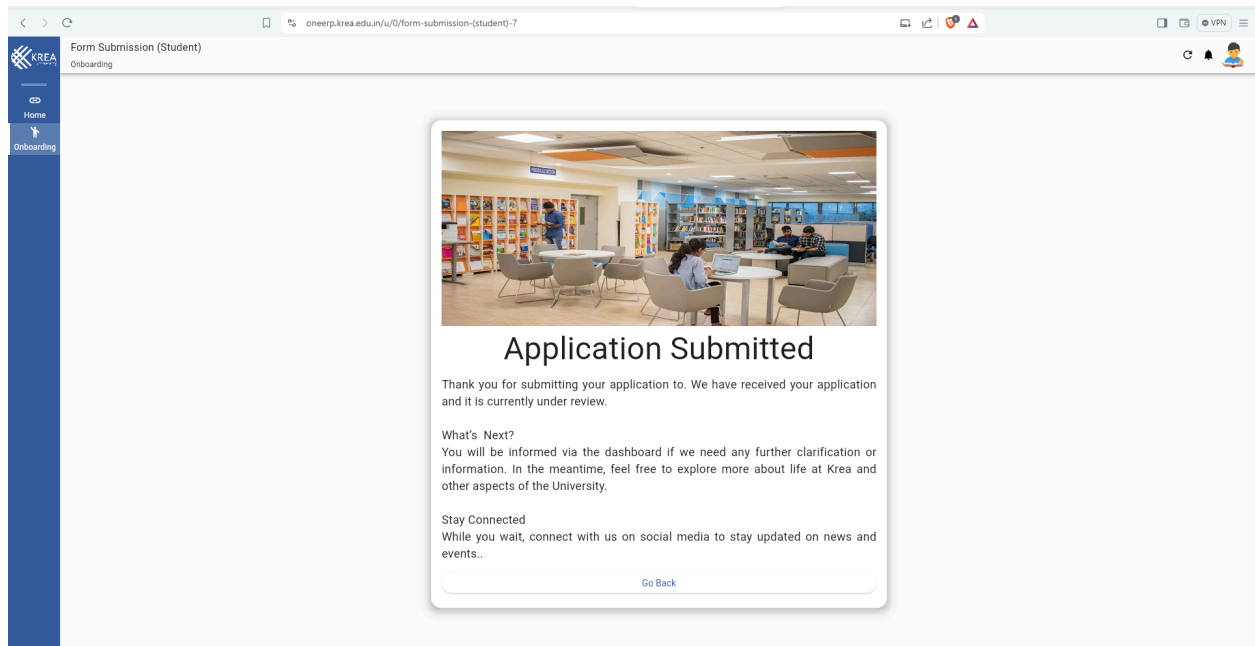 oneerp.krea.edu.in/u/0/form-submission-(student)-7
VPN
KREA
Form Submission (Student)
Onboarding
Home
Onboarding
Application Submitted
Thank you for submitting your application to. We have received your application
and it is currently under review.
What's Next?
You will be informed via the dashboard if we need any further clarification or
information. In the meantime, feel free to explore more about life at Krea and
other aspects of the University.
Stay Connected
While you wait, connect with us on social media to stay updated on news and
events..
Go Back